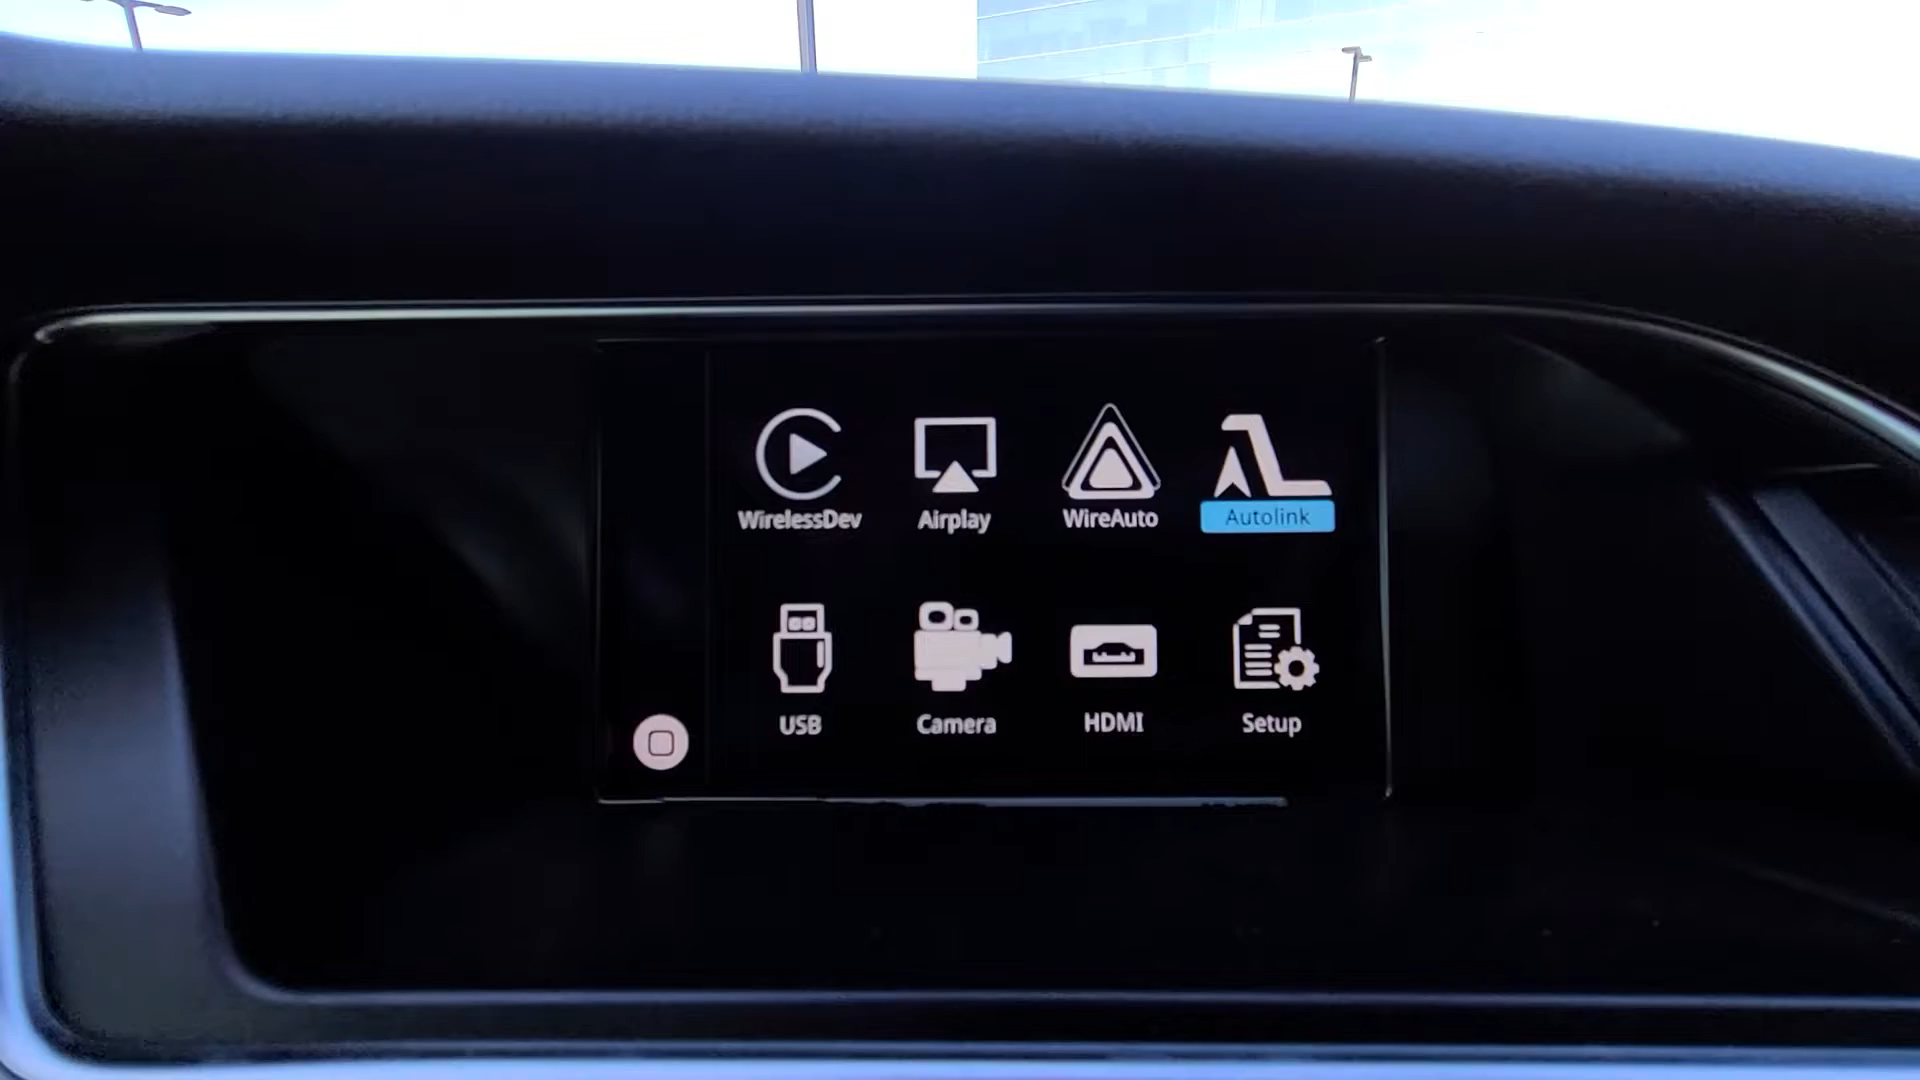 WirelessDev
Airplay
WireAuto
Autolink
USB
Camera
HDMI
Setup